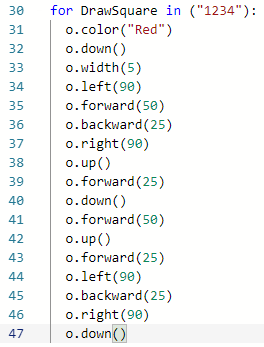 30 for DrawSquare in ("1234"):
31 o.color("Red")
32 o.down()
33 o.width(5)
34 o.left(90)
35 o.forward(50)
36 o.backward(25)
37 o.right(90)
38 o.up()
39 o.forward(25)
40 o.down()
41 o.forward(50)
42 o.up()
43 o.forward(25)
44 o.left(90)
45 o.backward(25)
46 o.right(90)
47 o.down()